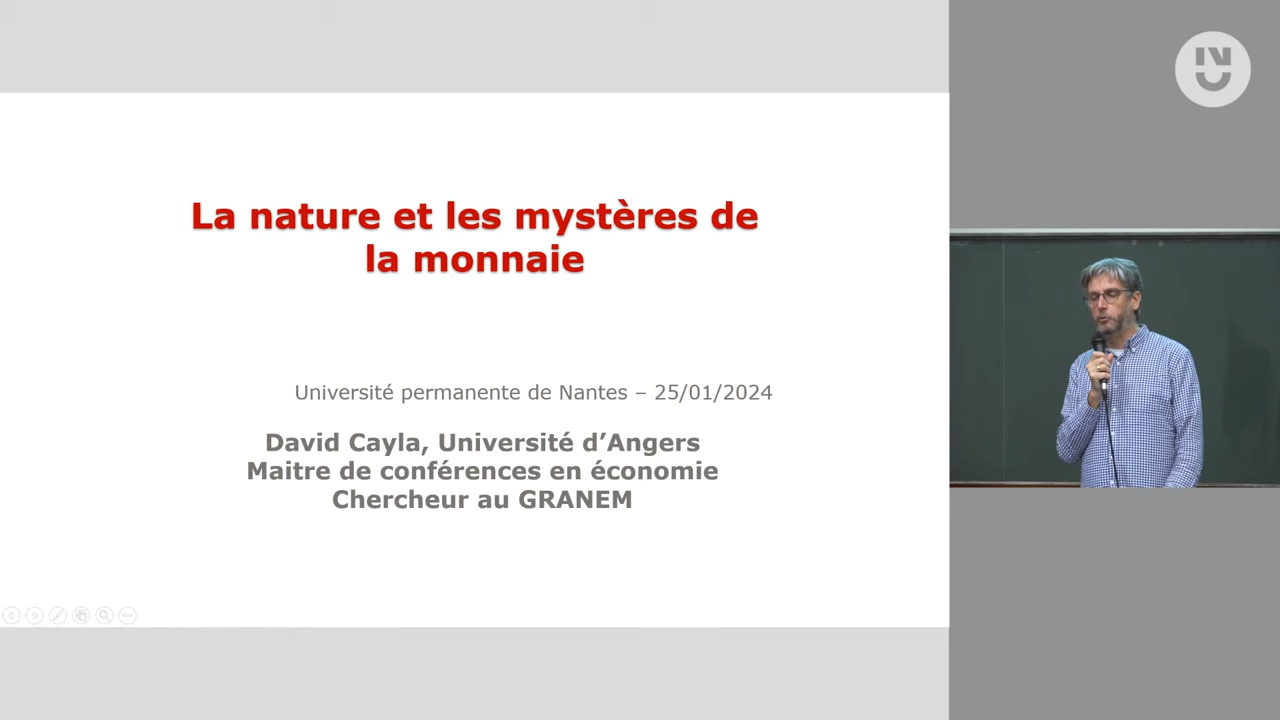 La nature et les mystères de
la monnaie
Université permanente de Nantes – 25/01/2024
David Cayla, Université d’Angers
Maitre de conférences en économie
Chercheur au GRANEM